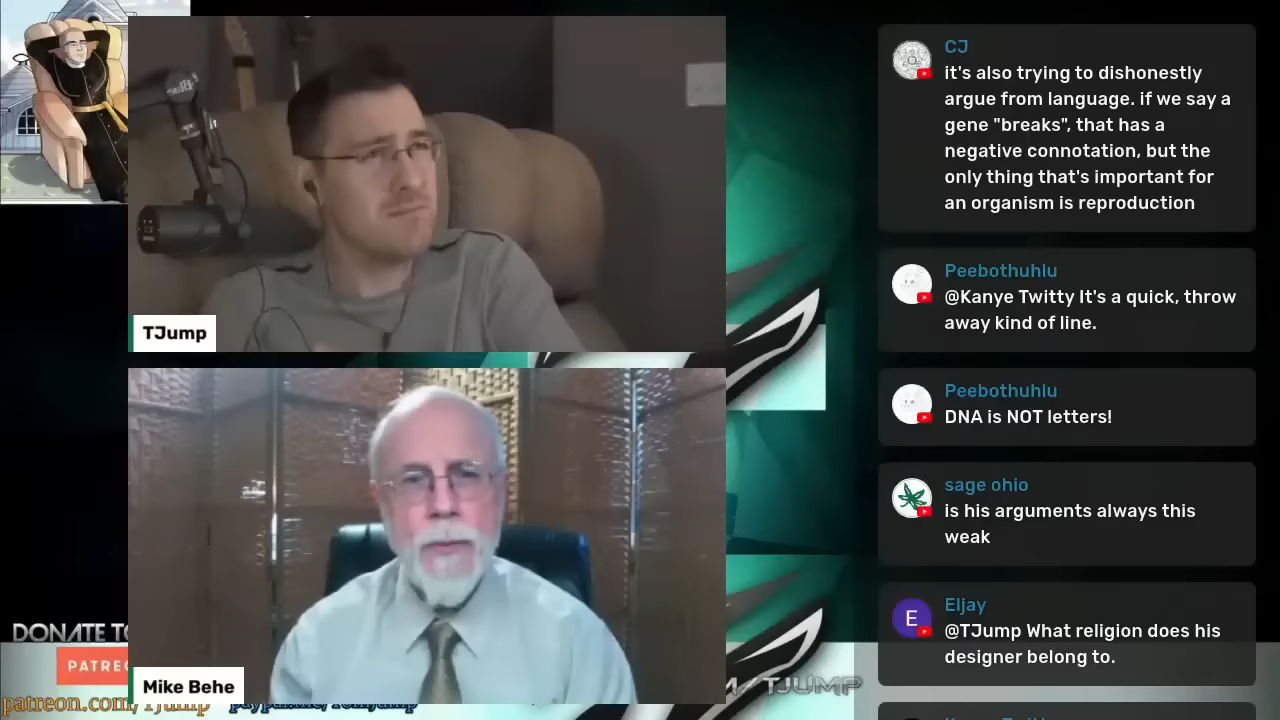 TJump
Mike Behe
DONATE TO
PATREO
patreon.com/TJump
TJUMP
CJ
it's also trying to dishonestly
argue from language. if we say a
gene "breaks", that has a
negative connotation, but the
only thing that's important for
an organism is reproduction
Peebothuhlu
@Kanye Twitty It's a quick, throw
away kind of line.
Peebothuhlu
DNA is NOT letters!
sage ohio
is his arguments always this
weak
E
Eljay
@TJump What religion does his
designer belong to.